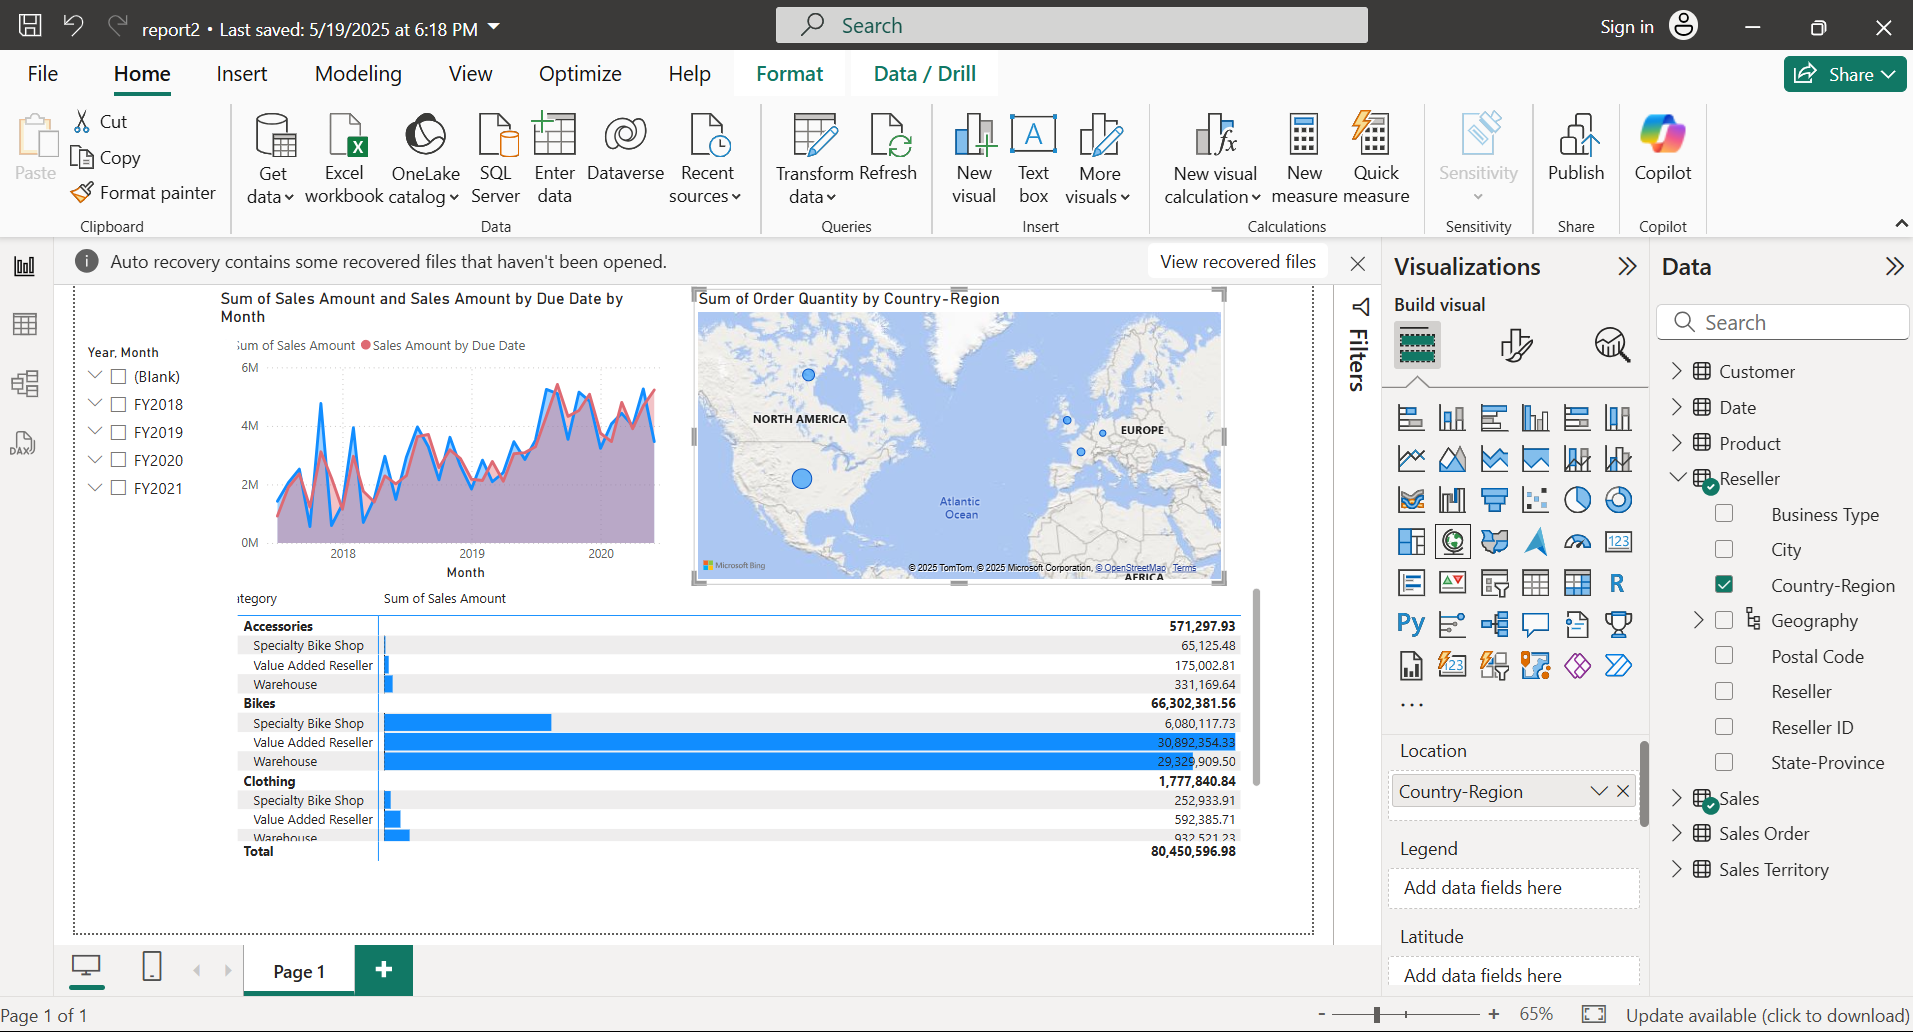 report2 • Last saved: 5/19/2025 at 6:18 PM
Search
Sign in
File
Home
Insert
Modeling
View
Optimize
Help
Format
Data / Drill
Share
Paste
Cut
Copy
Format painter
Clipboard
Get data
Excel workbook
OneLake catalog
SQL Server
Enter data
Dataverse
Recent sources
Data
Transform data
Refresh
Queries
New visual
Text box
More visuals
Insert
New visual calculation
New measure
Quick measure
Calculations
Sensitivity
Sensitivity
Publish
Share
Copilot
Copilot
Auto recovery contains some recovered files that haven't been opened.
View recovered files
Year, Month
(Blank)
FY2018
FY2019
FY2020
FY2021
Sum of Sales Amount and Sales Amount by Due Date by
Month
um of Sales Amount Sales Amount by Due Date
6M
4M
2M
0M
2018 2019 2020
Month
Sum of Order Quantity by Country-Region
NORTH AMERICA
EUROPE
Atlantic
Ocean
AFRICA
Microsoft Bing
© 2025 TomTom, © 2025 Microsoft Corporation, © OpenStreetMap Terms
tegory Sum of Sales Amount
Accessories 571,297.93
Specialty Bike Shop 65,125.48
Value Added Reseller 175,002.81
Warehouse 331,169.64
Bikes 66,302,381.56
Specialty Bike Shop 6,080,117.73
Value Added Reseller 30,892,354.33
Warehouse 29,329,909.50
Clothing 1,777,840.84
Specialty Bike Shop 252,933.91
Value Added Reseller 592,385.71
Warehouse 932,521.23
Total 80,450,596.98
Filters
Visualizations
Build visual
123
R
Py
123
...
Location
Country-Region
Legend
Add data fields here
Latitude
Add data fields here
Data
Search
Customer
Date
Product
Reseller
Business Type
City
Country-Region
Geography
Postal Code
Reseller
Reseller ID
State-Province
Sales
Sales Order
Sales Territory
DAX
Page 1
+
Page 1 of 1
- + 65%
Update available (click to download)